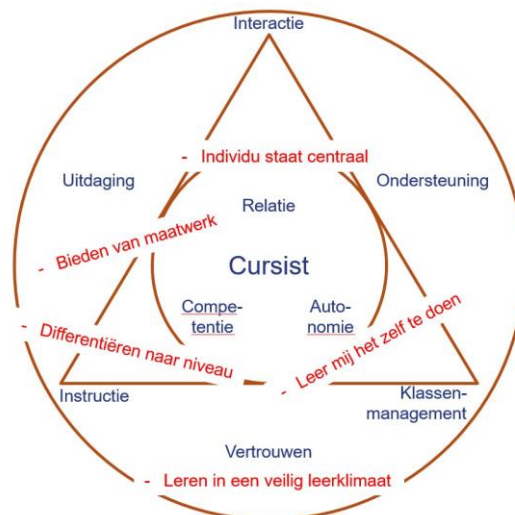 Interactie
- Individu staat centraal
Uitdaging
Ondersteuning
Relatie
- Bieden van maatwerk
Cursist
Compe-
tentie
Auto-
nomie
- Differentiëren naar niveau
- Leer mij het zelf te doen
Instructie
Klassen-
management
Vertrouwen
- Leren in een veilig leerklimaat